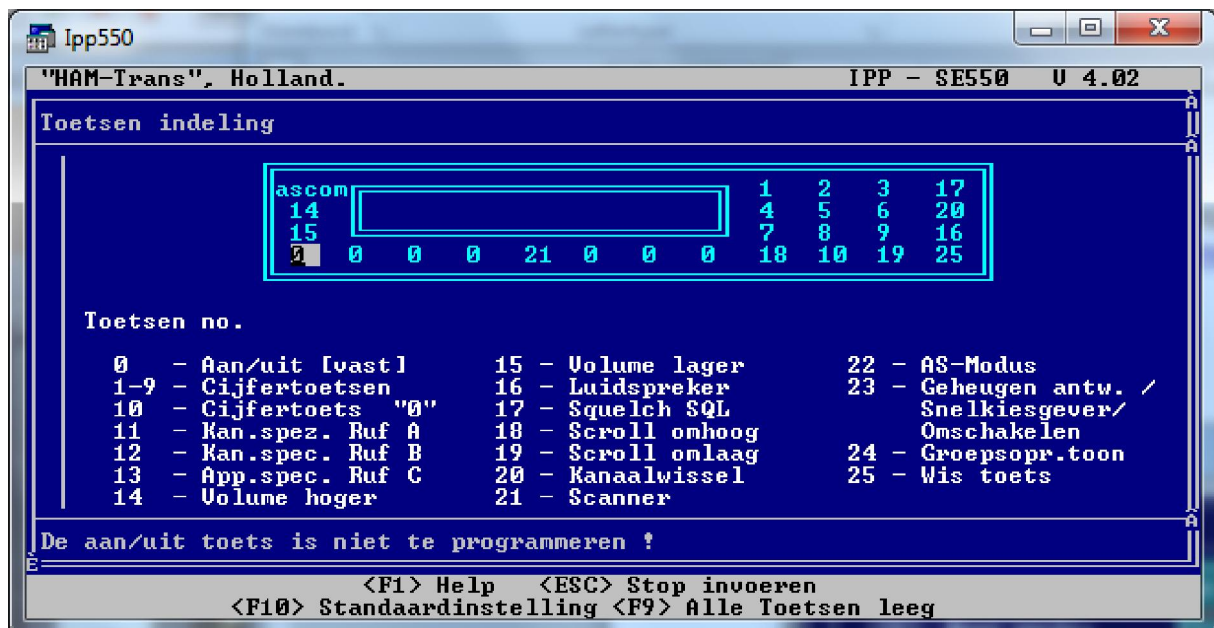 Ipp550
"HAM-Trans", Holland. IPP - SE550 V 4.02
Toetsen indeling
ascom 1 2 3 17
14 4 5 6 20
15 7 8 9 16
0 0 0 0 21 0 0 0 18 10 19 25
Toetsen no.
0 - Aan/uit [vast] 15 - Volume lager 22 - AS-Modus
1-9 - Cijfertoetsen 16 - Luidspreker 23 - Geheugen antw. /
10 - Cijfertoets "0" 17 - Squelch SQL Snelkiesgever/
11 - Kan.spez. Ruf A 18 - Scroll omhoog Omschakelen
12 - Kan.spec. Ruf B 19 - Scroll omlaag 24 - Groepsopr.toon
13 - App.spec. Ruf C 20 - Kanaalwissel 25 - Wis toets
14 - Volume hoger 21 - Scanner
De aan/uit toets is niet te programmeren !
<F1> Help <ESC> Stop invoeren
<F10> Standaardinstelling <F9> Alle Toetsen leeg